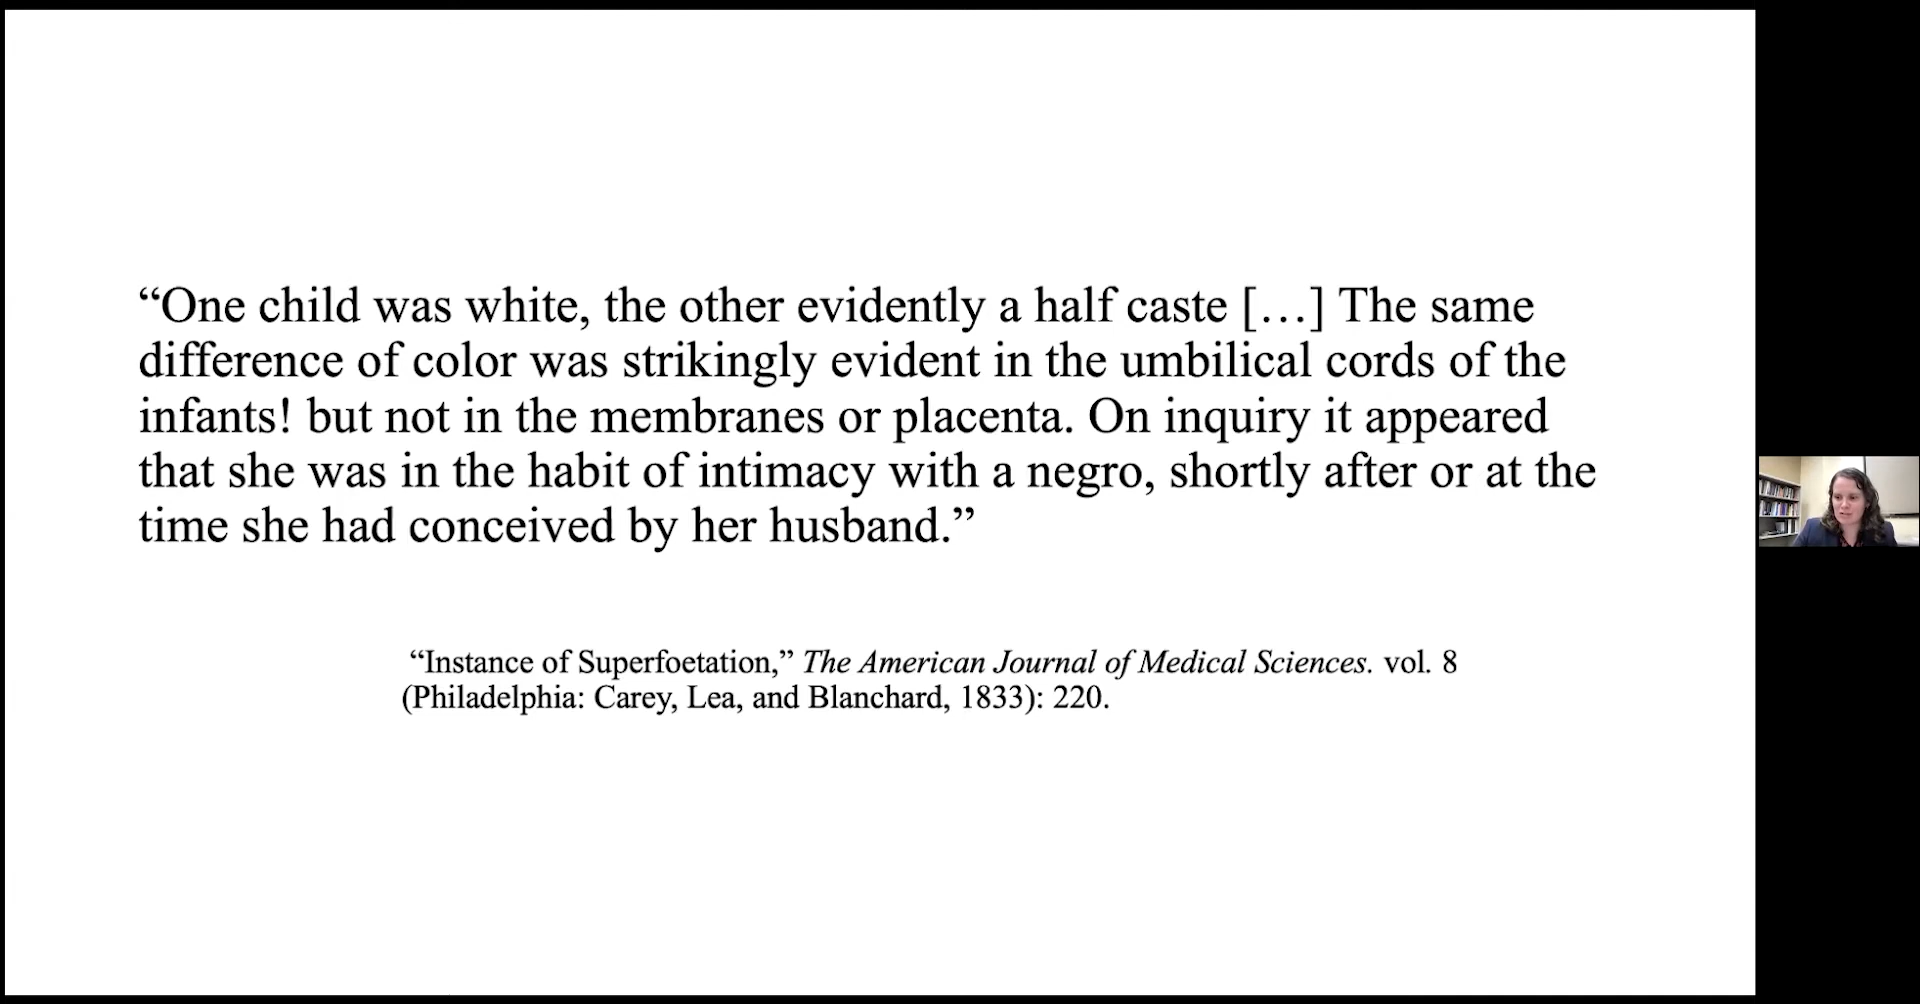 “One child was white, the other evidently a half caste […] The same
difference of color was strikingly evident in the umbilical cords of the
infants! but not in the membranes or placenta. On inquiry it appeared
that she was in the habit of intimacy with a negro, shortly after or at the
time she had conceived by her husband.”
“Instance of Superfoetation,” The American Journal of Medical Sciences. vol. 8
(Philadelphia: Carey, Lea, and Blanchard, 1833): 220.